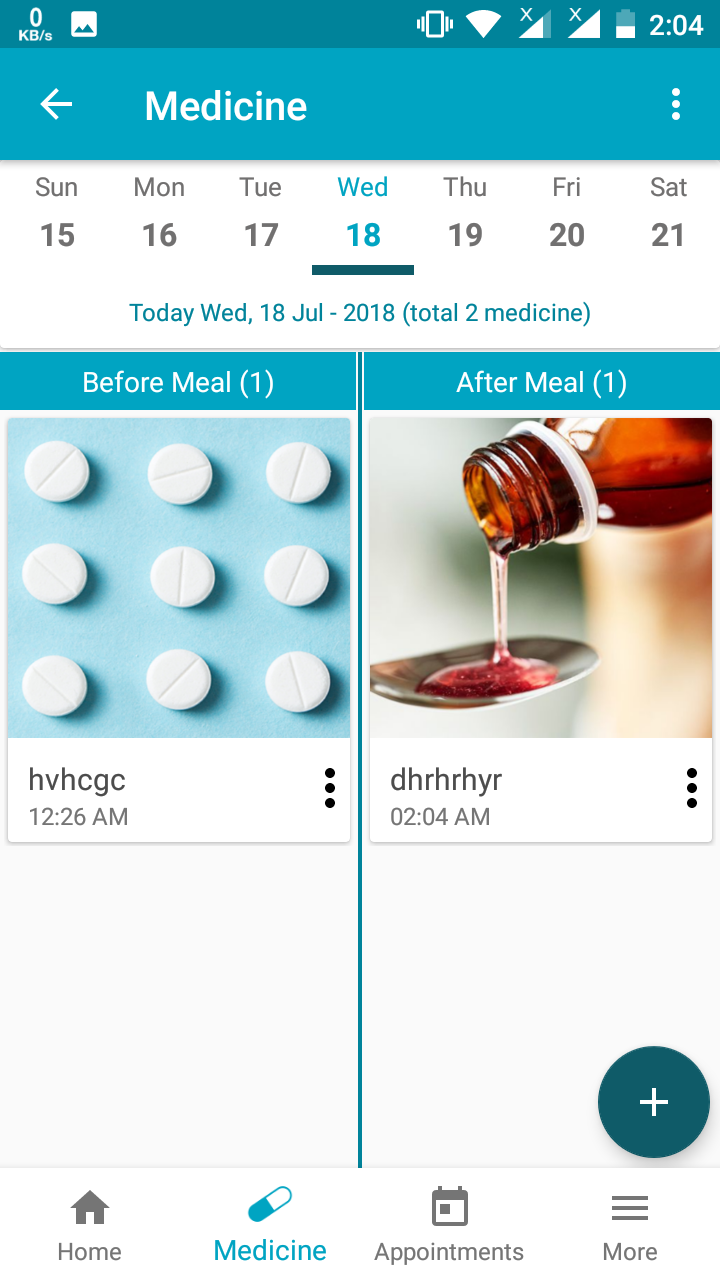 0
KB/s
X
X
2:04
Medicine
Sun Mon Tue Wed Thu Fri Sat
15 16 17 18 19 20 21
Today Wed, 18 Jul - 2018 (total 2 medicine)
Before Meal (1)
After Meal (1)
hvhcgc
12:26 AM
dhrhrhyr
02:04 AM
Home Medicine Appointments More